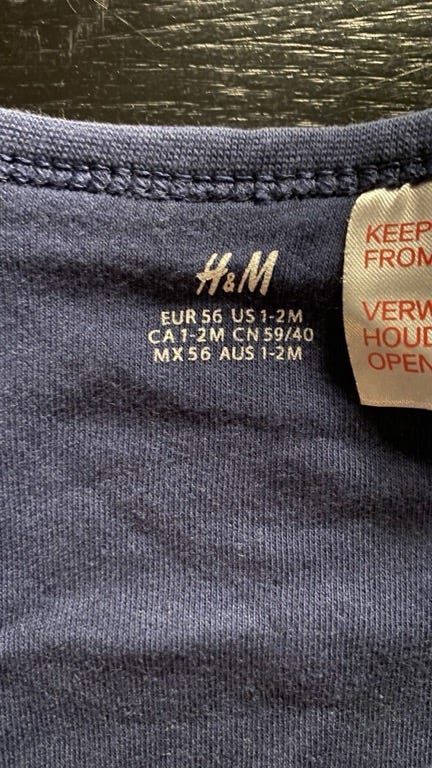 H&M
EUR 56 US 1-2M
CA 1-2M CN 59/40
MX 56 AUS 1-2M
KEEP
FROM
VERW
HOUD
OPEN